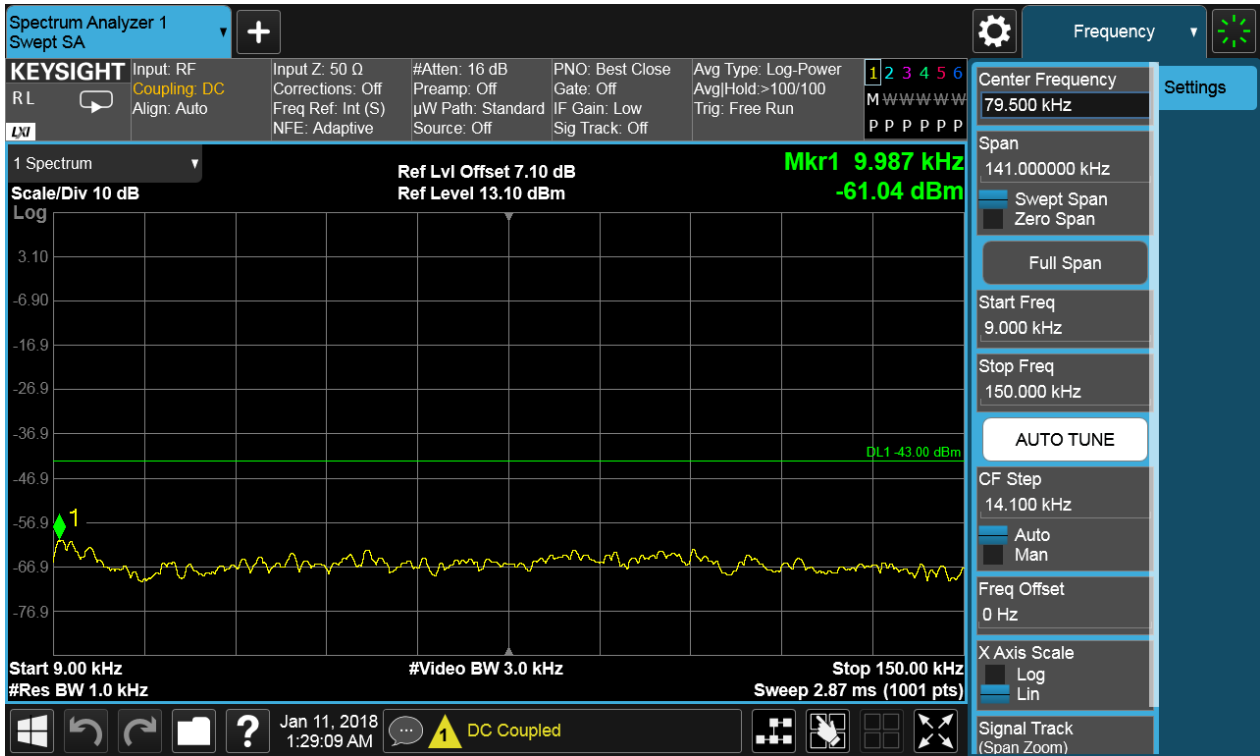 Spectrum Analyzer 1
Swept SA
Frequency
KEYSIGHT
RL
LXI
Input: RF
Coupling: DC
Align: Auto
Input Z: 50 Ω
Corrections: Off
Freq Ref: Int (S)
NFE: Adaptive
#Atten: 16 dB
Preamp: Off
µW Path: Standard
Source: Off
PNO: Best Close
Gate: Off
IF Gain: Low
Sig Track: Off
Avg Type: Log-Power
Avg|Hold:>100/100
Trig: Free Run
1 2 3 4 5 6
M W W W W W
P P P P P P
1 Spectrum
Scale/Div 10 dB
Log
Ref Lvl Offset 7.10 dB
Ref Level 13.10 dBm
Mkr1 9.987 kHz
-61.04 dBm
3.10
-6.90
-16.9
-26.9
-36.9
DL1 -43.00 dBm
-46.9
-56.9
1
-66.9
-76.9
Start 9.00 kHz
#Video BW 3.0 kHz
Stop 150.00 kHz
#Res BW 1.0 kHz
Sweep 2.87 ms (1001 pts)
Center Frequency
79.500 kHz
Settings
Span
141.000000 kHz
Swept Span
Zero Span
Full Span
Start Freq
9.000 kHz
Stop Freq
150.000 kHz
AUTO TUNE
CF Step
14.100 kHz
Auto
Man
Freq Offset
0 Hz
X Axis Scale
Log
Lin
Signal Track
(Span Zoom)
?
Jan 11, 2018
1:29:09 AM
1
DC Coupled